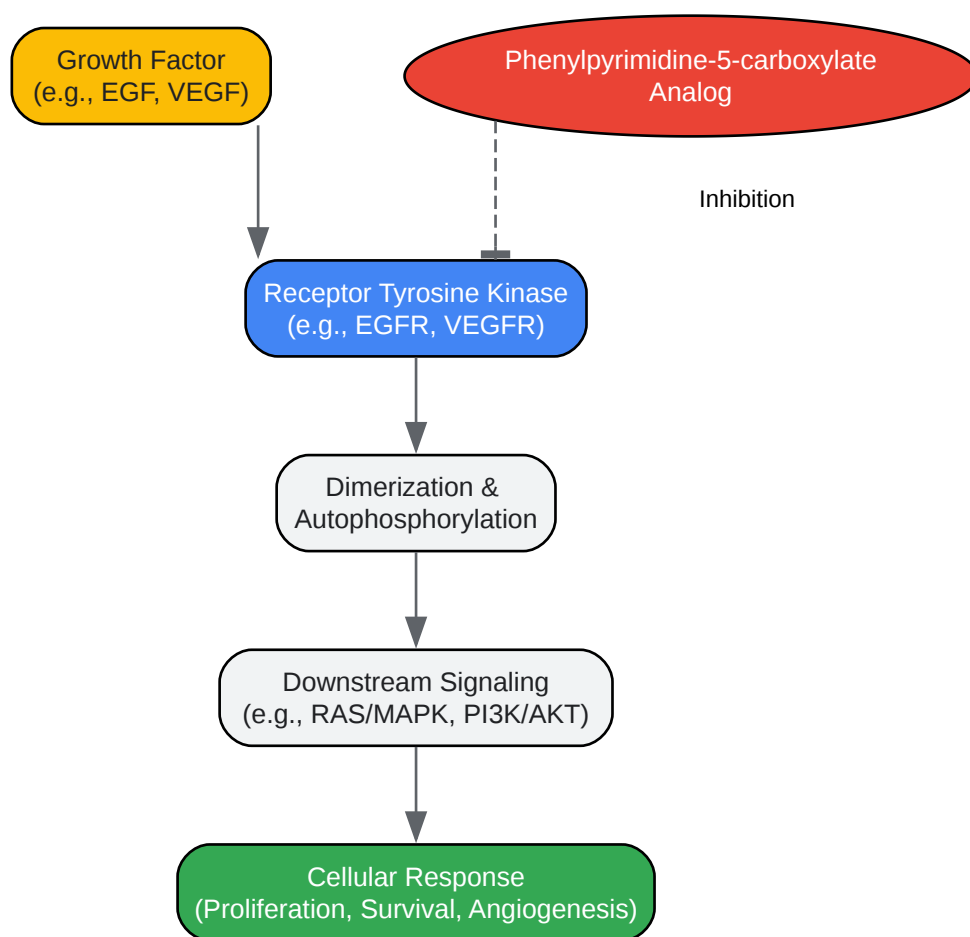 Growth Factor
(e.g., EGF, VEGF)
Phenylpyrimidine-5-carboxylate
Analog
Inhibition
Receptor Tyrosine Kinase
(e.g., EGFR, VEGFR)
Dimerization &
Autophosphorylation
Downstream Signaling
(e.g., RAS/MAPK, PI3K/AKT)
Cellular Response
(Proliferation, Survival, Angiogenesis)